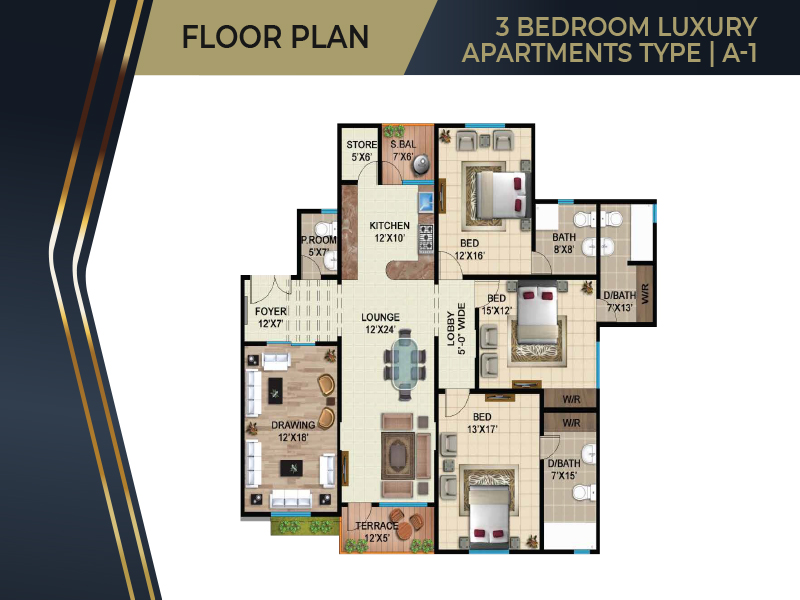 FLOOR PLAN
3 BEDROOM LUXURY
APARTMENTS TYPE | A-1
STORE
5'X6'
S.BAL
7'X6'
KITCHEN
12'X10'
BED
12'X16'
P.ROOM
5'X7'
BATH
8'X8'
D/BATH
7'X13'
W/R
FOYER
12'X7'
LOUNGE
12'X24'
LOBBY
5'-0" WIDE
BED
15'X12'
W/R
DRAWING
12'X18'
BED
13'X17'
W/R
D/BATH
7'X15'
TERRACE
12'X5'